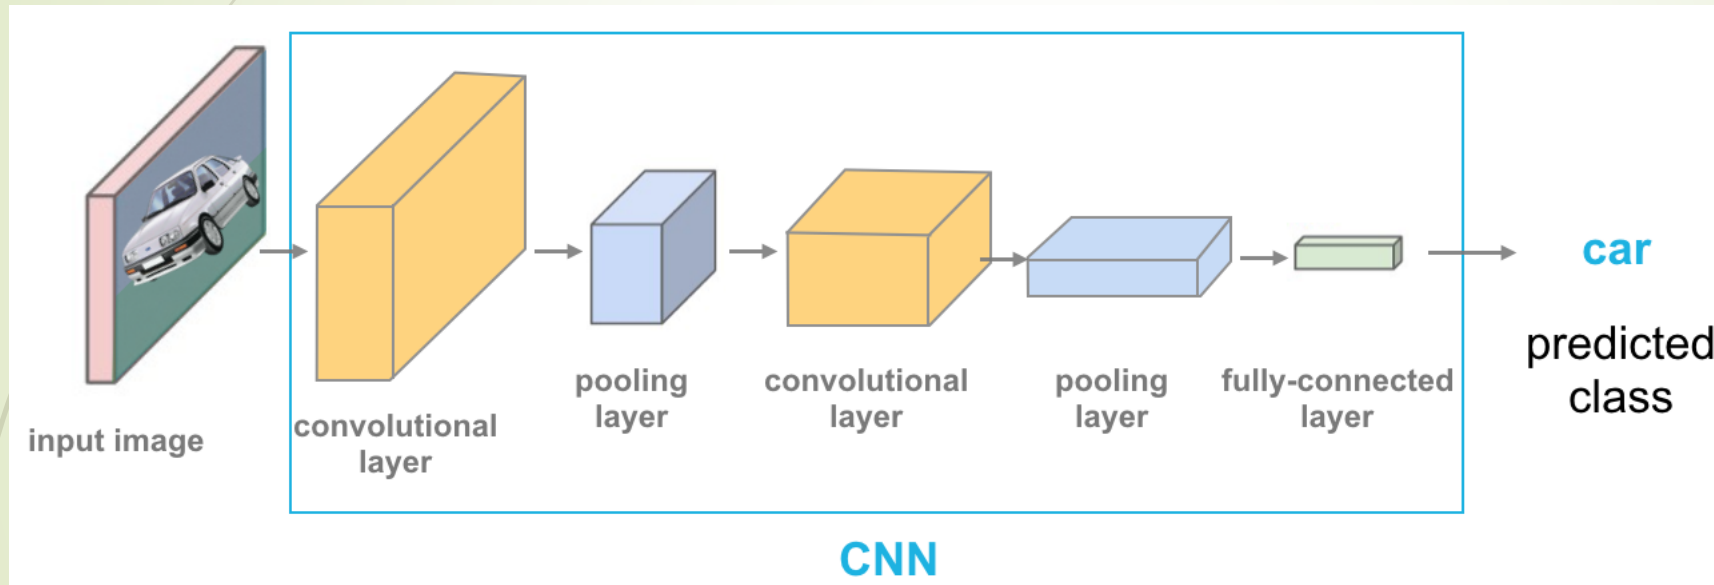 input image
convolutional
layer
pooling
layer
convolutional
layer
pooling
layer
fully-connected
layer
car
predicted
class
CNN